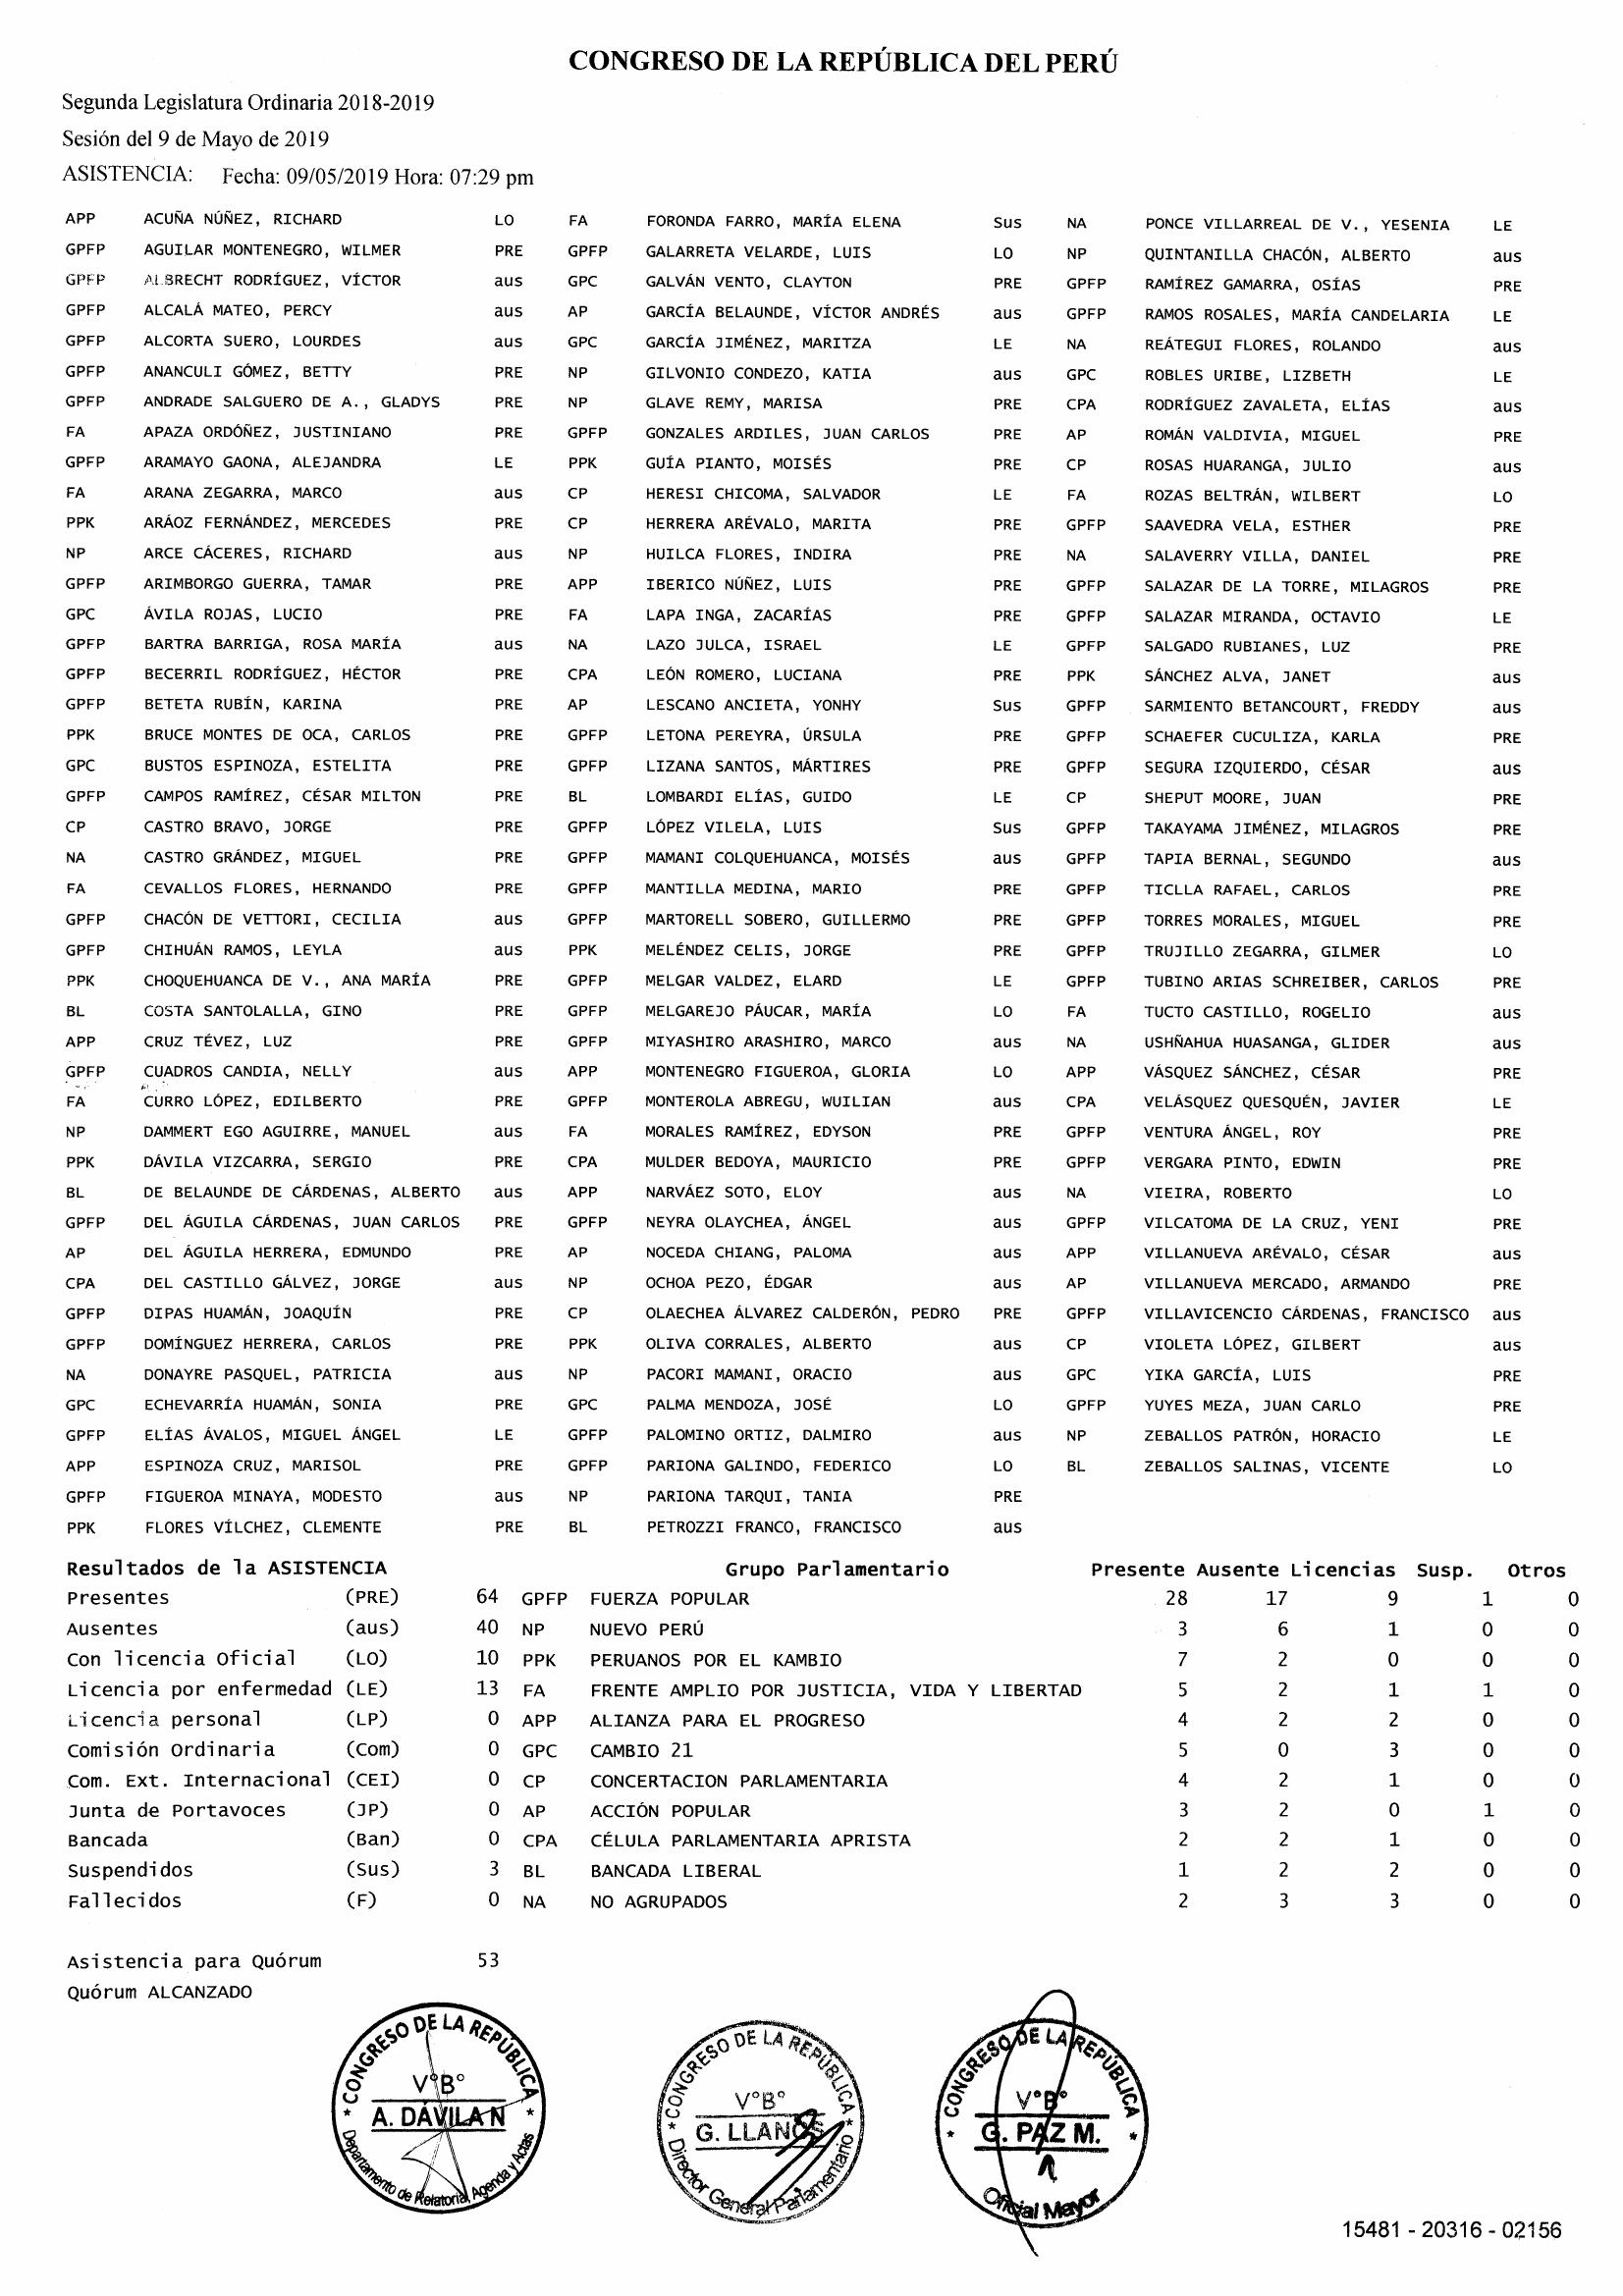 CONGRESO DE LA REPÚBLICA DEL PERÚ
Segunda Legislatura Ordinaria 2018-2019
Sesión del 9 de Mayo de 2019
ASISTENCIA: Fecha: 09/05/2019 Hora: 07:29 pm
APP ACUÑA NÚÑEZ, RICHARD LO FA FORONDA FARRO, MARÍA ELENA Sus NA PONCE VILLARREAL DE V., YESENIA LE
GPFP AGUILAR MONTENEGRO, WILMER PRE GPFP GALARRETA VELARDE, LUIS LO NP QUINTANILLA CHACÓN, ALBERTO aus
GPFP ALBRECHT RODRÍGUEZ, VÍCTOR aus GPC GALVÁN VENTO, CLAYTON PRE GPFP RAMÍREZ GAMARRA, OSÍAS PRE
GPFP ALCALÁ MATEO, PERCY aus AP GARCÍA BELAUNDE, VÍCTOR ANDRÉS aus GPFP RAMOS ROSALES, MARÍA CANDELARIA LE
GPFP ALCORTA SUERO, LOURDES aus GPC GARCÍA JIMÉNEZ, MARITZA LE NA REÁTEGUI FLORES, ROLANDO aus
GPFP ANANCULI GÓMEZ, BETTY PRE NP GILVONIO CONDEZO, KATIA aus GPC ROBLES URIBE, LIZBETH LE
GPFP ANDRADE SALGUERO DE A., GLADYS PRE NP GLAVE REMY, MARISA PRE CPA RODRÍGUEZ ZAVALETA, ELÍAS aus
FA APAZA ORDÓÑEZ, JUSTINIANO PRE GPFP GONZALES ARDILES, JUAN CARLOS PRE AP ROMÁN VALDIVIA, MIGUEL PRE
GPFP ARAMAYO GAONA, ALEJANDRA LE PPK GUÍA PIANTO, MOISÉS PRE CP ROSAS HUARANGA, JULIO aus
FA ARANA ZEGARRA, MARCO aus CP HERESI CHICOMA, SALVADOR LE FA ROZAS BELTRÁN, WILBERT LO
PPK ARÁOZ FERNÁNDEZ, MERCEDES PRE CP HERRERA ARÉVALO, MARITA PRE GPFP SAAVEDRA VELA, ESTHER PRE
NP ARCE CÁCERES, RICHARD aus NP HUILCA FLORES, INDIRA PRE NA SALAVERRY VILLA, DANIEL PRE
GPFP ARIMBORGO GUERRA, TAMAR PRE APP IBERICO NÚÑEZ, LUIS PRE GPFP SALAZAR DE LA TORRE, MILAGROS PRE
GPC ÁVILA ROJAS, LUCIO PRE FA LAPA INGA, ZACARÍAS PRE GPFP SALAZAR MIRANDA, OCTAVIO LE
GPFP BARTRA BARRIGA, ROSA MARÍA aus NA LAZO JULCA, ISRAEL LE GPFP SALGADO RUBIANES, LUZ PRE
GPFP BECERRIL RODRÍGUEZ, HÉCTOR PRE CPA LEÓN ROMERO, LUCIANA PRE PPK SÁNCHEZ ALVA, JANET aus
GPFP BETETA RUBÍN, KARINA PRE AP LESCANO ANCIETA, YONHY Sus GPFP SARMIENTO BETANCOURT, FREDDY aus
PPK BRUCE MONTES DE OCA, CARLOS PRE GPFP LETONA PEREYRA, ÚRSULA PRE GPFP SCHAEFER CUCULIZA, KARLA PRE
GPC BUSTOS ESPINOZA, ESTELITA PRE GPFP LIZANA SANTOS, MÁRTIRES PRE GPFP SEGURA IZQUIERDO, CÉSAR aus
GPFP CAMPOS RAMÍREZ, CÉSAR MILTON PRE BL LOMBARDI ELÍAS, GUIDO LE CP SHEPUT MOORE, JUAN PRE
CP CASTRO BRAVO, JORGE PRE GPFP LÓPEZ VILELA, LUIS Sus GPFP TAKAYAMA JIMÉNEZ, MILAGROS PRE
NA CASTRO GRÁNDEZ, MIGUEL PRE GPFP MAMANI COLQUEHUANCA, MOISÉS aus GPFP TAPIA BERNAL, SEGUNDO aus
FA CEVALLOS FLORES, HERNANDO PRE GPFP MANTILLA MEDINA, MARIO PRE GPFP TICLLA RAFAEL, CARLOS PRE
GPFP CHACÓN DE VETTORI, CECILIA aus GPFP MARTORELL SOBERO, GUILLERMO PRE GPFP TORRES MORALES, MIGUEL PRE
GPFP CHIHUÁN RAMOS, LEYLA aus PPK MELÉNDEZ CELIS, JORGE PRE GPFP TRUJILLO ZEGARRA, GILMER LO
PPK CHOQUEHUANCA DE V., ANA MARÍA PRE GPFP MELGAR VALDEZ, ELARD LE GPFP TUBINO ARIAS SCHREIBER, CARLOS PRE
BL COSTA SANTOLALLA, GINO PRE GPFP MELGAREJO PÁUCAR, MARÍA LO FA TUCTO CASTILLO, ROGELIO aus
APP CRUZ TÉVEZ, LUZ PRE GPFP MIYASHIRO ARASHIRO, MARCO aus NA USHÑAHUA HUASANGA, GLIDER aus
GPFP CUADROS CANDIA, NELLY aus APP MONTENEGRO FIGUEROA, GLORIA LO APP VÁSQUEZ SÁNCHEZ, CÉSAR PRE
FA CURRO LÓPEZ, EDILBERTO PRE GPFP MONTEROLA ABREGU, WUILIAN aus CPA VELÁSQUEZ QUESQUÉN, JAVIER LE
NP DAMMERT EGO AGUIRRE, MANUEL aus FA MORALES RAMÍREZ, EDYSON PRE GPFP VENTURA ÁNGEL, ROY PRE
PPK DÁVILA VIZCARRA, SERGIO PRE CPA MULDER BEDOYA, MAURICIO PRE GPFP VERGARA PINTO, EDWIN PRE
BL DE BELAUNDE DE CÁRDENAS, ALBERTO aus APP NARVÁEZ SOTO, ELOY aus NA VIEIRA, ROBERTO LO
GPFP DEL ÁGUILA CÁRDENAS, JUAN CARLOS PRE GPFP NEYRA OLAYCHEA, ÁNGEL aus GPFP VILCATOMA DE LA CRUZ, YENI PRE
AP DEL ÁGUILA HERRERA, EDMUNDO PRE AP NOCEDA CHIANG, PALOMA aus APP VILLANUEVA ARÉVALO, CÉSAR aus
CPA DEL CASTILLO GÁLVEZ, JORGE aus NP OCHOA PEZO, ÉDGAR aus AP VILLANUEVA MERCADO, ARMANDO PRE
GPFP DIPAS HUAMÁN, JOAQUÍN PRE CP OLAECHEA ÁLVAREZ CALDERÓN, PEDRO PRE GPFP VILLAVICENCIO CÁRDENAS, FRANCISCO aus
GPFP DOMÍNGUEZ HERRERA, CARLOS PRE PPK OLIVA CORRALES, ALBERTO aus CP VIOLETA LÓPEZ, GILBERT aus
NA DONAYRE PASQUEL, PATRICIA aus NP PACORI MAMANI, ORACIO aus GPC YIKA GARCÍA, LUIS PRE
GPC ECHEVARRÍA HUAMÁN, SONIA PRE GPC PALMA MENDOZA, JOSÉ LO GPFP YUYES MEZA, JUAN CARLO PRE
GPFP ELÍAS ÁVALOS, MIGUEL ÁNGEL LE GPFP PALOMINO ORTIZ, DALMIRO aus NP ZEBALLOS PATRÓN, HORACIO LE
APP ESPINOZA CRUZ, MARISOL PRE GPFP PARIONA GALINDO, FEDERICO LO BL ZEBALLOS SALINAS, VICENTE LO
GPFP FIGUEROA MINAYA, MODESTO aus NP PARIONA TARQUI, TANIA PRE
PPK FLORES VÍLCHEZ, CLEMENTE PRE BL PETROZZI FRANCO, FRANCISCO aus
Resultados de la ASISTENCIA Grupo Parlamentario Presente Ausente Licencias Susp. Otros
Presentes (PRE) 64 GPFP FUERZA POPULAR 28 17 9 1 0
Ausentes (aus) 40 NP NUEVO PERÚ 3 6 1 0 0
Con licencia Oficial (LO) 10 PPK PERUANOS POR EL KAMBIO 7 2 0 0 0
Licencia por enfermedad (LE) 13 FA FRENTE AMPLIO POR JUSTICIA, VIDA Y LIBERTAD 5 2 1 1 0
Licencia personal (LP) 0 APP ALIANZA PARA EL PROGRESO 4 2 2 0 0
Comisión Ordinaria (Com) 0 GPC CAMBIO 21 5 0 3 0 0
Com. Ext. Internacional (CEI) 0 CP CONCERTACION PARLAMENTARIA 4 2 1 0 0
Junta de Portavoces (JP) 0 AP ACCIÓN POPULAR 3 2 0 1 0
Bancada (Ban) 0 CPA CÉLULA PARLAMENTARIA APRISTA 2 2 1 0 0
Suspendidos (Sus) 3 BL BANCADA LIBERAL 1 2 2 0 0
Fallecidos (F) 0 NA NO AGRUPADOS 2 3 3 0 0
Asistencia para Quórum 53
Quórum ALCANZADO
* CONGRESO DE LA REPÚBLICA *
V°B°
A. DÁVILA N
Departamento de Relatoria, Agenda y Actas
* CONGRESO DE LA REPÚBLICA *
V°B°
G. LLANOS
Director General Parlamentario
* CONGRESO DE LA REPÚBLICA *
V°B°
G. PAZ M.
Oficial Mayor
15481 - 20316 - 02156